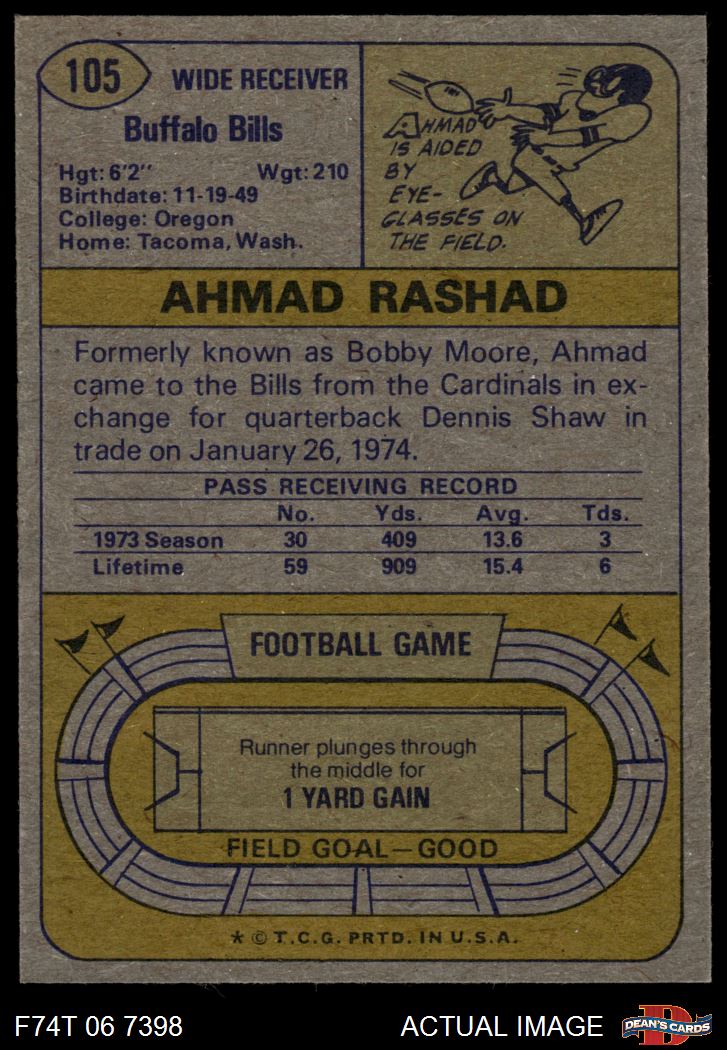 105
WIDE RECEIVER
Buffalo Bills
Hgt: 6'2" Wgt: 210
Birthdate: 11-19-49
College: Oregon
Home: Tacoma, Wash.
AHMAD
IS AIDED
BY
EYE-
GLASSES ON
THE FIELD.
AHMAD RASHAD
Formerly known as Bobby Moore, Ahmad
came to the Bills from the Cardinals in ex-
change for quarterback Dennis Shaw in
trade on January 26, 1974.
PASS RECEIVING RECORD
No. Yds. Avg. Tds.
1973 Season 30 409 13.6 3
Lifetime 59 909 15.4 6
FOOTBALL GAME
Runner plunges through
the middle for
1 YARD GAIN
FIELD GOAL—GOOD
* © T.C.G. PRTD. IN U.S.A.
F74T 06 7398 ACTUAL IMAGE
D
DEAN'S CARDS